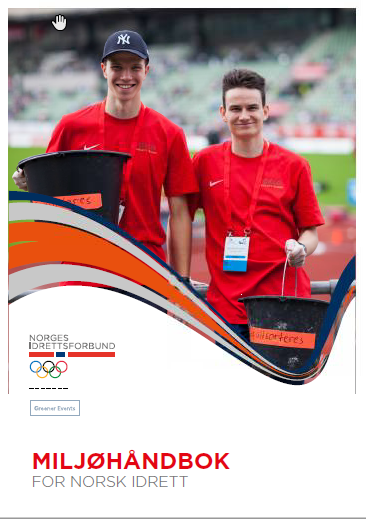 NY
NORGES
IDRETTSFORBUND
Greener Events
MILJØHÅNDBOK
FOR NORSK IDRETT